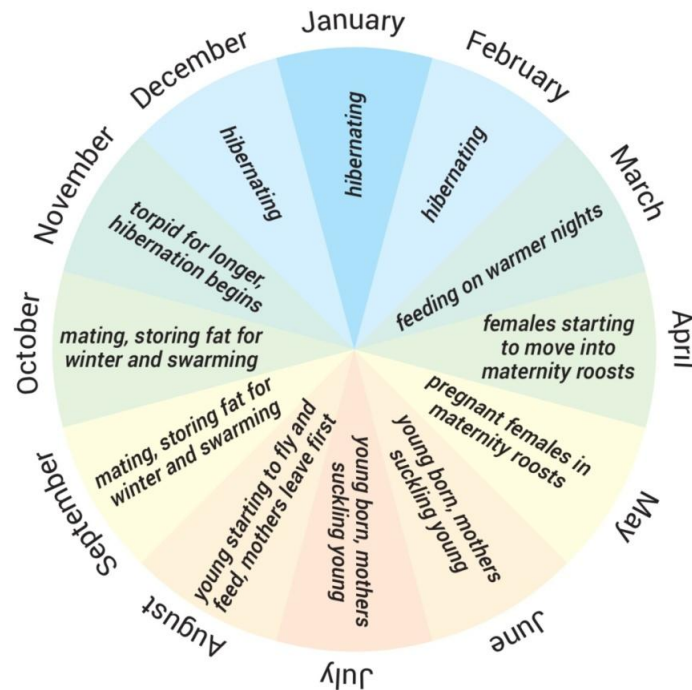 January
hibernating
February
hibernating
March
feeding on warmer nights
April
females starting
to move into
maternity roosts
May
pregnant females in
maternity roosts
June
young born, mothers
suckling young
July
young born, mothers
suckling young
August
young starting to fly and
feed, mothers leave first
September
mating, storing fat for
winter and swarming
October
mating, storing fat for
winter and swarming
November
torpid for longer,
hibernation begins
December
hibernating